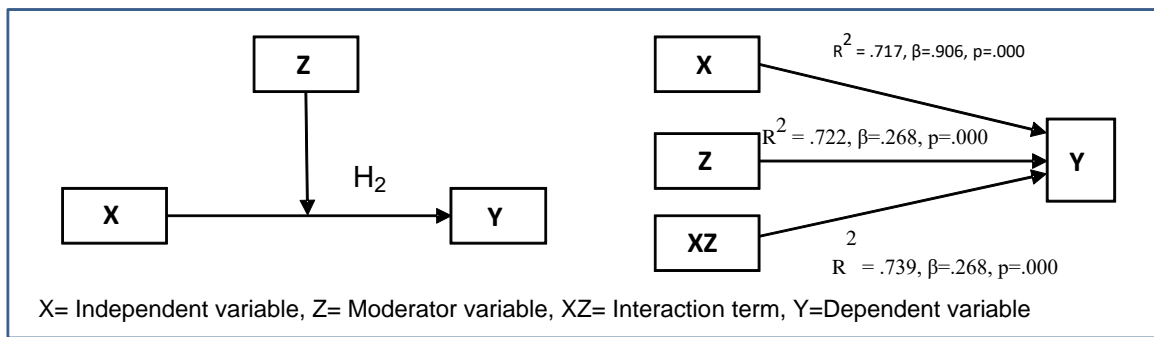 Z
H2
X
Y
R2 = .717, β=.906, p=.000
X
R2 = .722, β=.268, p=.000
Z
Y
XZ
R2 = .739, β=.268, p=.000
X= Independent variable, Z= Moderator variable, XZ= Interaction term, Y=Dependent variable